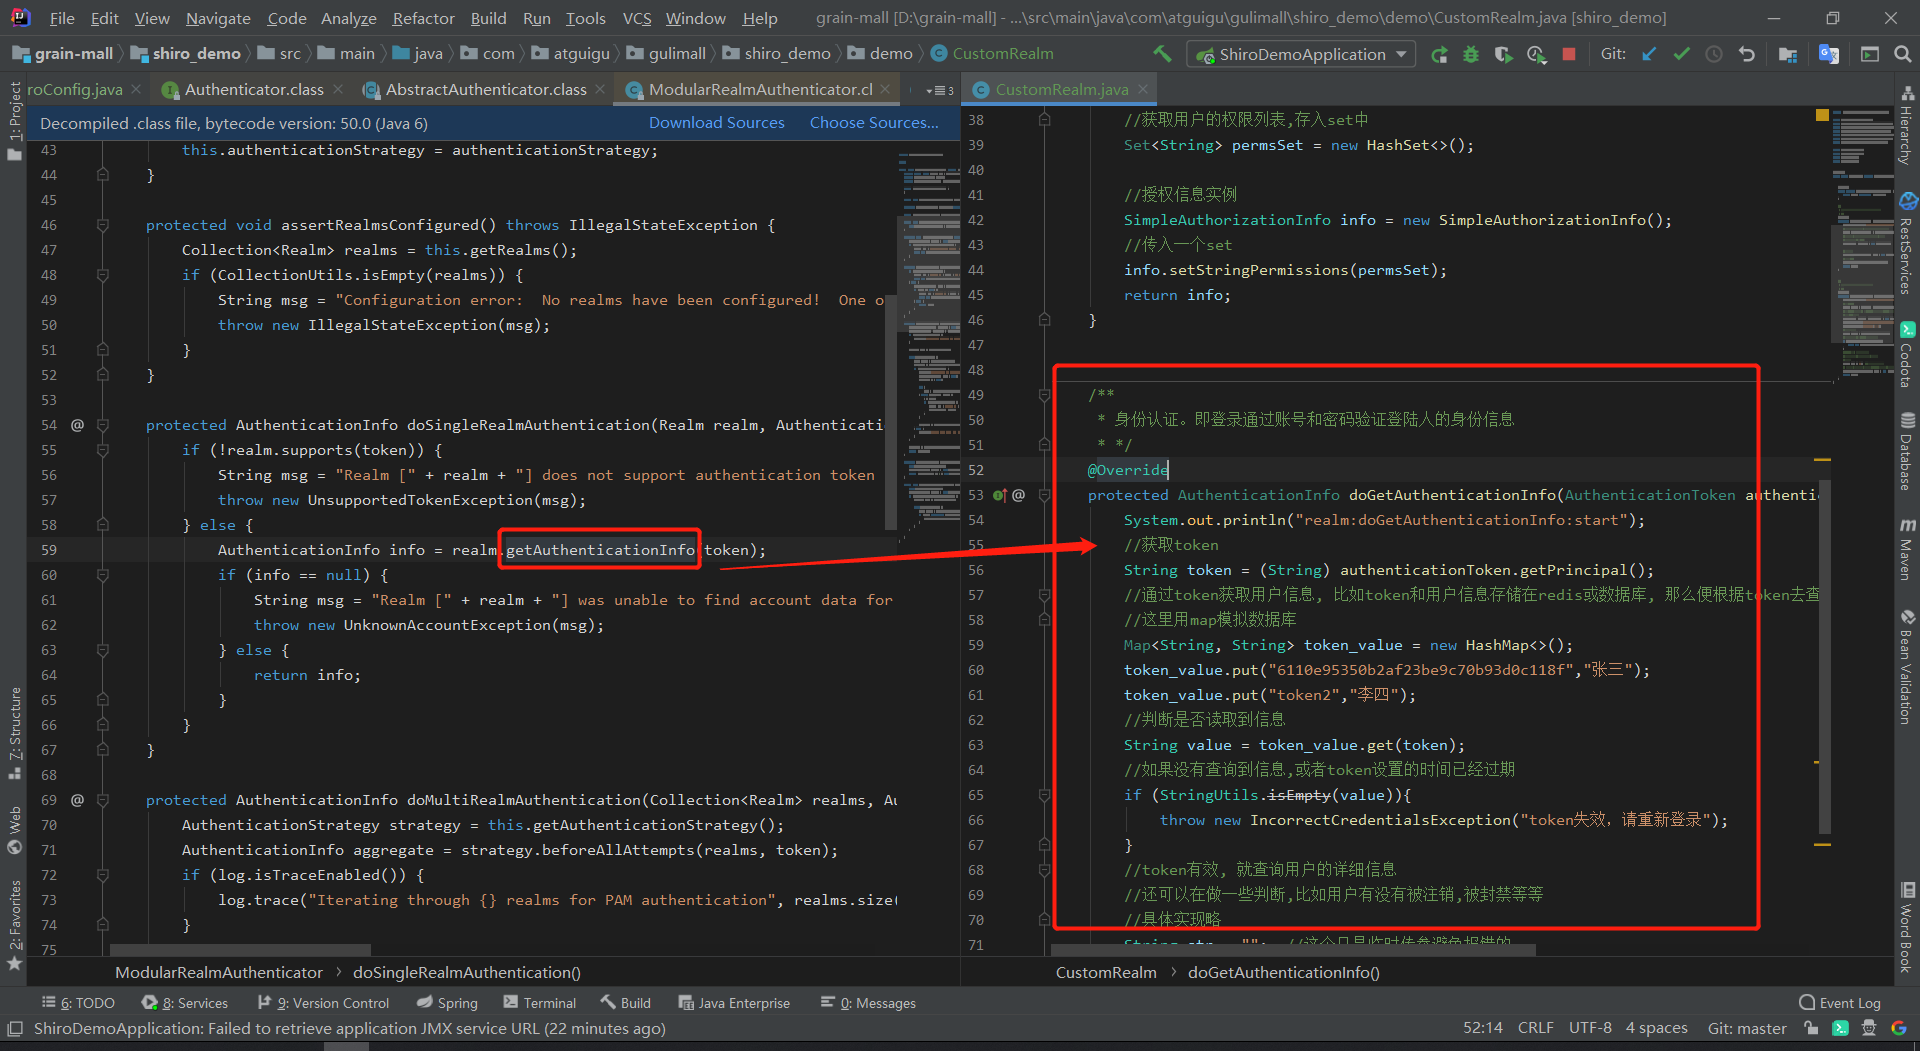 File Edit View Navigate Code Analyze Refactor Build Run Tools VCS Window Help grain-mall [D:\grain-mall] - ...\src\main\java\com\atguigu\gulimall\shiro_demo\demo\CustomRealm.java [shiro_demo]
grain-mall shiro_demo src main java com atguigu gulimall shiro_demo demo CustomRealm ShiroDemoApplication Git:
roConfig.java Authenticator.class AbstractAuthenticator.class ModularRealmAuthenticator.cl 3
Decompiled .class file, bytecode version: 50.0 (Java 6) Download Sources Choose Sources...
43 this.authenticationStrategy = authenticationStrategy;
44 }
45
46 protected void assertRealmsConfigured() throws IllegalStateException {
47 Collection<Realm> realms = this.getRealms();
48 if (CollectionUtils.isEmpty(realms)) {
49 String msg = "Configuration error:  No realms have been configured!  One o
50 throw new IllegalStateException(msg);
51 }
52 }
53
54 @ protected AuthenticationInfo doSingleRealmAuthentication(Realm realm, Authenticati
55 if (!realm.supports(token)) {
56 String msg = "Realm [" + realm + "] does not support authentication token
57 throw new UnsupportedTokenException(msg);
58 } else {
59 AuthenticationInfo info = realm.getAuthenticationInfo(token);
60 if (info == null) {
61 String msg = "Realm [" + realm + "] was unable to find account data for
62 throw new UnknownAccountException(msg);
63 } else {
64 return info;
65 }
66 }
67 }
68
69 @ protected AuthenticationInfo doMultiRealmAuthentication(Collection<Realm> realms, Au
70 AuthenticationStrategy strategy = this.getAuthenticationStrategy();
71 AuthenticationInfo aggregate = strategy.beforeAllAttempts(realms, token);
72 if (log.isTraceEnabled()) {
73 log.trace("Iterating through {} realms for PAM authentication", realms.size(
74 }
75
ModularRealmAuthenticator › doSingleRealmAuthentication()
CustomRealm.java
38 //获取用户的权限列表,存入set中
39 Set<String> permsSet = new HashSet<>();
40
41 //授权信息实例
42 SimpleAuthorizationInfo info = new SimpleAuthorizationInfo();
43 //传入一个set
44 info.setStringPermissions(permsSet);
45 return info;
46 }
47
48
49 /**
50 * 身份认证。即登录通过账号和密码验证登陆人的身份信息
51 * */
52 @Override
53 @ protected AuthenticationInfo doGetAuthenticationInfo(AuthenticationToken authenti
54 System.out.println("realm:doGetAuthenticationInfo:start");
55 //获取token
56 String token = (String) authenticationToken.getPrincipal();
57 //通过token获取用户信息, 比如token和用户信息存储在redis或数据库, 那么便根据token去查
58 //这里用map模拟数据库
59 Map<String, String> token_value = new HashMap<>();
60 token_value.put("6110e95350b2af23be9c70b93d0c118f","张三");
61 token_value.put("token2","李四");
62 //判断是否读取到信息
63 String value = token_value.get(token);
64 //如果没有查询到信息,或者token设置的时间已经过期
65 if (StringUtils.isEmpty(value)){
66 throw new IncorrectCredentialsException("token失效, 请重新登录");
67 }
68 //token有效, 就查询用户的详细信息
69 //还可以在做一些判断,比如用户有没有被注销,被封禁等等
70 //具体实现略
71 String str = ""; //这个只是临时传参避免报错的
CustomRealm › doGetAuthenticationInfo()
1: Project
Z: Structure
Web
2: Favorites
Hierarchy
RestServices
Codota
Database
Maven
Bean Validation
Word Book
6: TODO 8: Services 9: Version Control Spring Terminal Build Java Enterprise 0: Messages Event Log
ShiroDemoApplication: Failed to retrieve application JMX service URL (22 minutes ago) 52:14 CRLF UTF-8 4 spaces Git: master